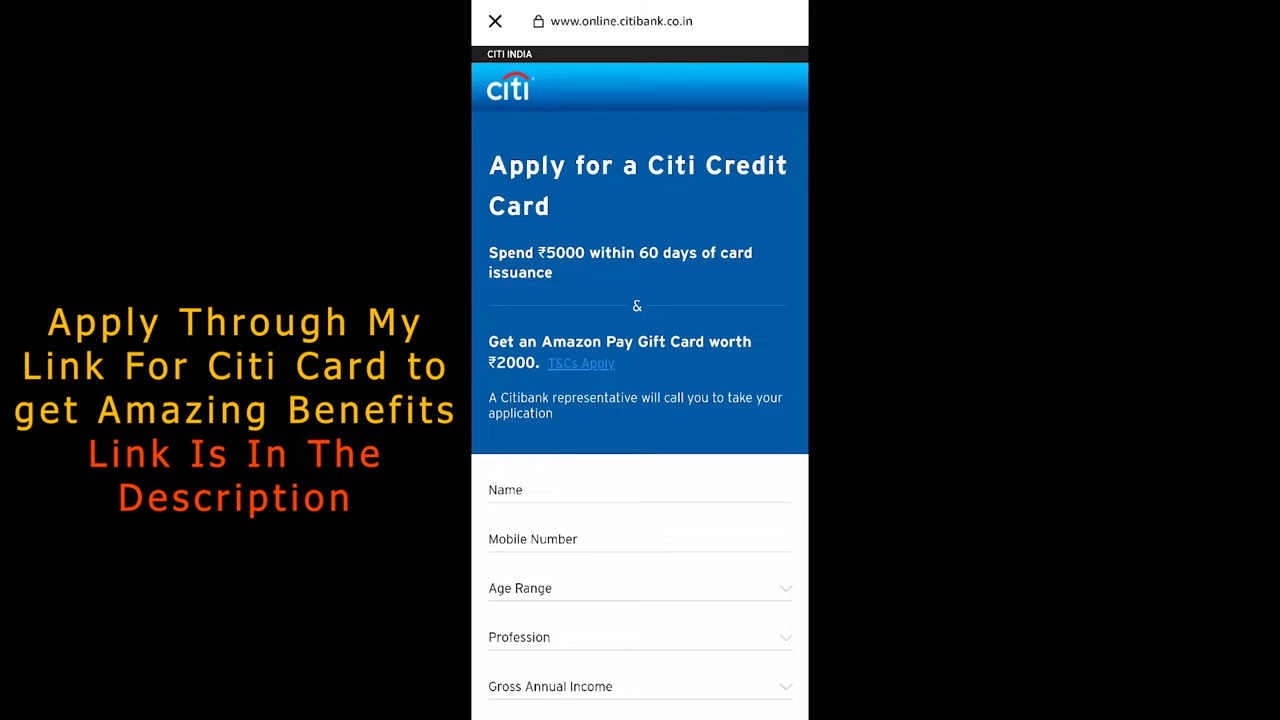 www.online.citibank.co.in
CITI INDIA
citi
Apply for a Citi Credit
Card
Spend ₹5000 within 60 days of card
issuance
&
Get an Amazon Pay Gift Card worth
₹2000. T&Cs Apply
A Citibank representative will call you to take your
application
Name
Mobile Number
Age Range
Profession
Gross Annual Income
Apply Through My
Link For Citi Card to
get Amazing Benefits
Link Is In The
Description